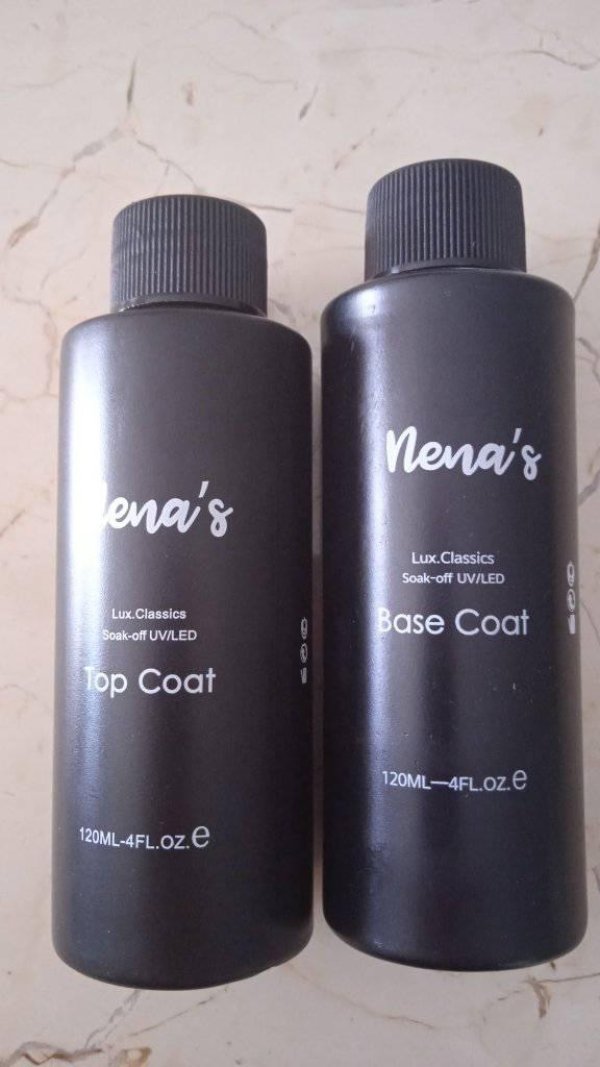 Nena's
Lux.Classics
Soak-off UV/LED
Top Coat
120ML-4FL.OZ.e
Nena's
Lux.Classics
Soak-off UV/LED
Base Coat
120ML—4FL.OZ.e